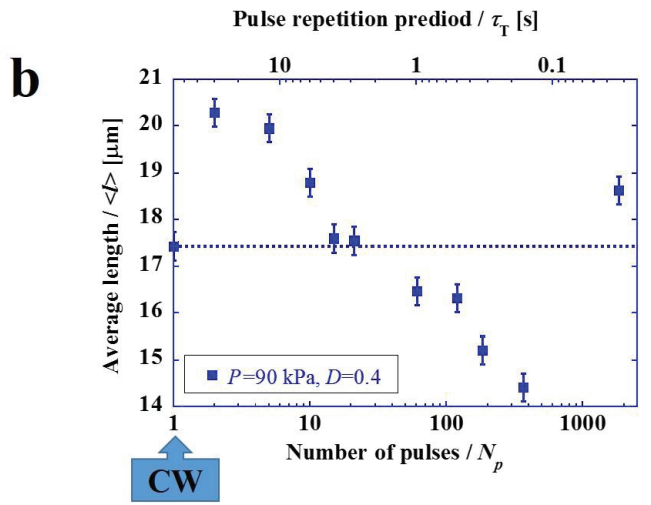 Pulse repetition prediod / τT [s]
b
10 1 0.1
21
20
19
18
17
16
15
14
Average length / <l> [μm]
P=90 kPa, D=0.4
1 10 100 1000
Number of pulses / Np
CW